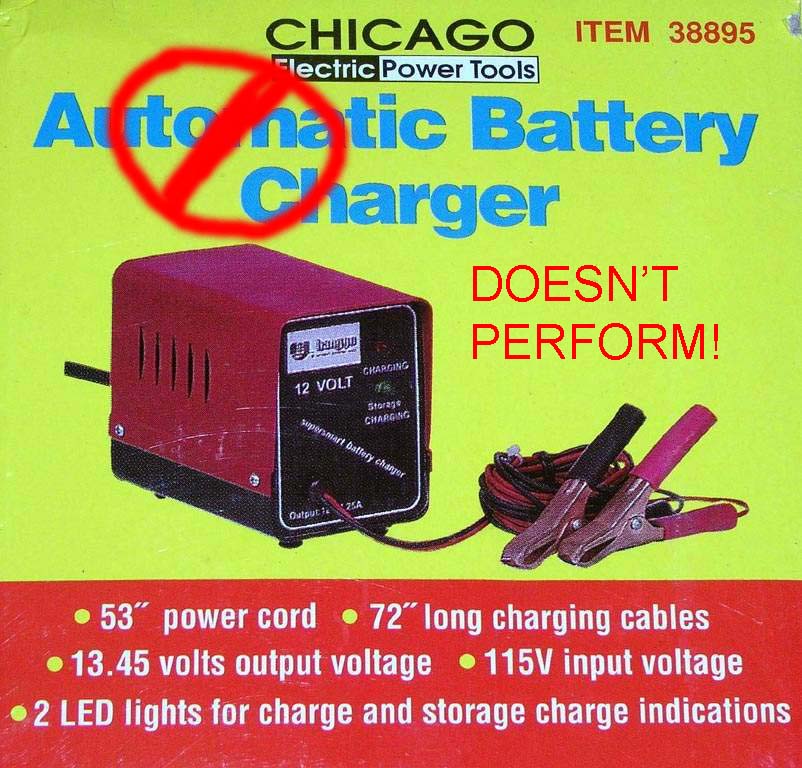 CHICAGO
ITEM 38895
Electric Power Tools
Automatic Battery
Charger
DOESN'T
PERFORM!
CHARGING
12 VOLT
Storage
CHARGING
supersmart battery charger
Output
25A
• 53″ power cord • 72″ long charging cables
• 13.45 volts output voltage • 115V input voltage
• 2 LED lights for charge and storage charge indications